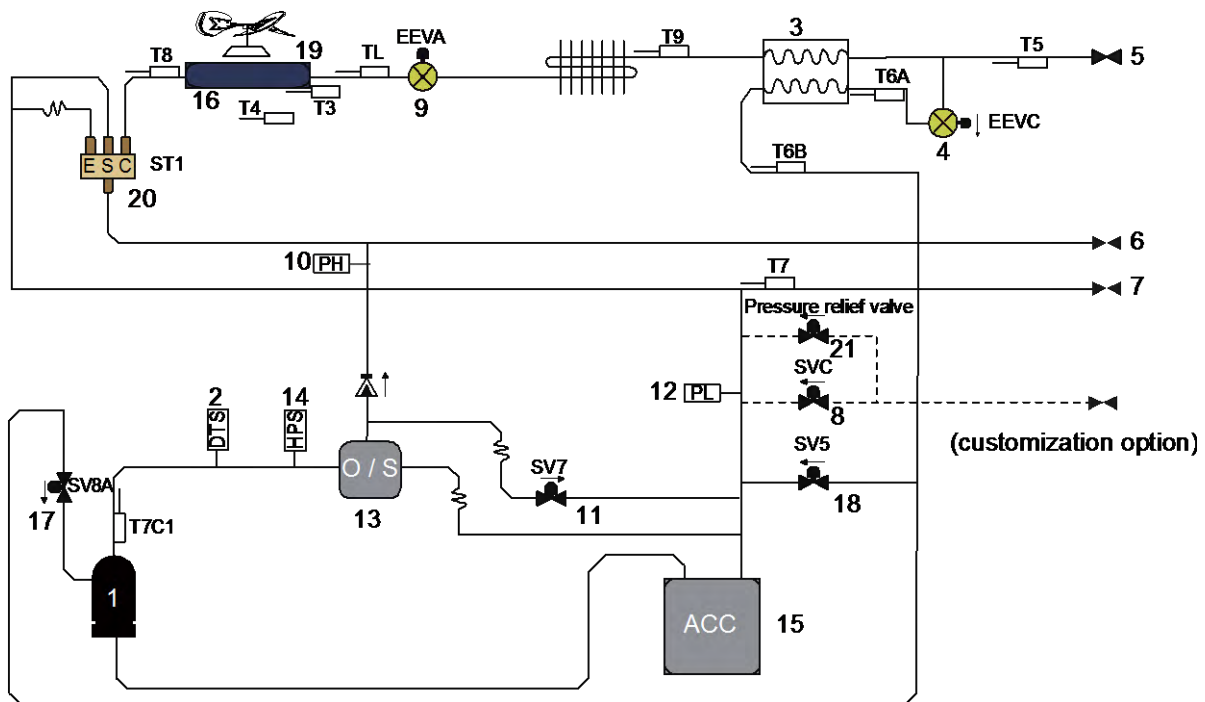 3
EEVA
T8
19
TL
T9
T5
5
T6A
16
T4
T3
9
EEVC
4
E S C
ST1
T6B
20
6
10
PH
T7
7
Pressure relief valve
21
SVC
2
14
12
PL
8
DTS
HPS
(customization option)
SV5
O / S
SV7
SV8A
17
18
11
13
T7C1
1
ACC
15